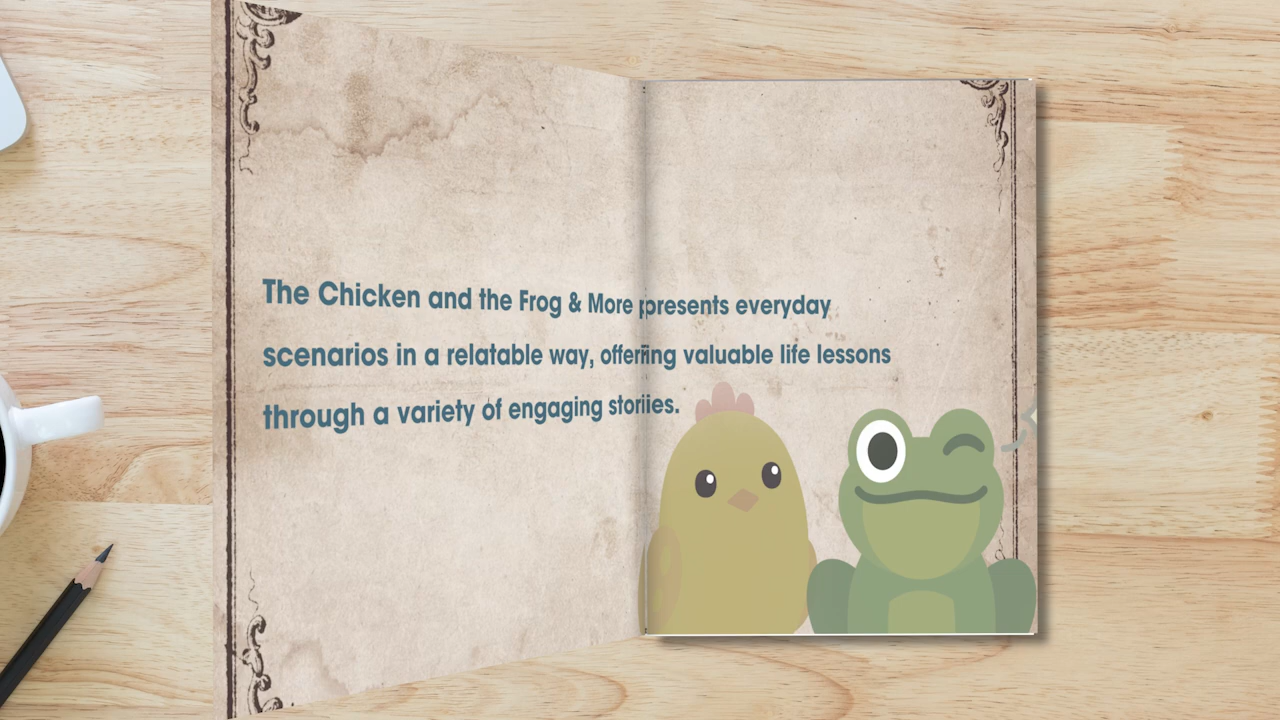 The Chicken and the Frog & More presents everyday
scenarios in a relatable way, offering valuable life lessons
through a variety of engaging stories.